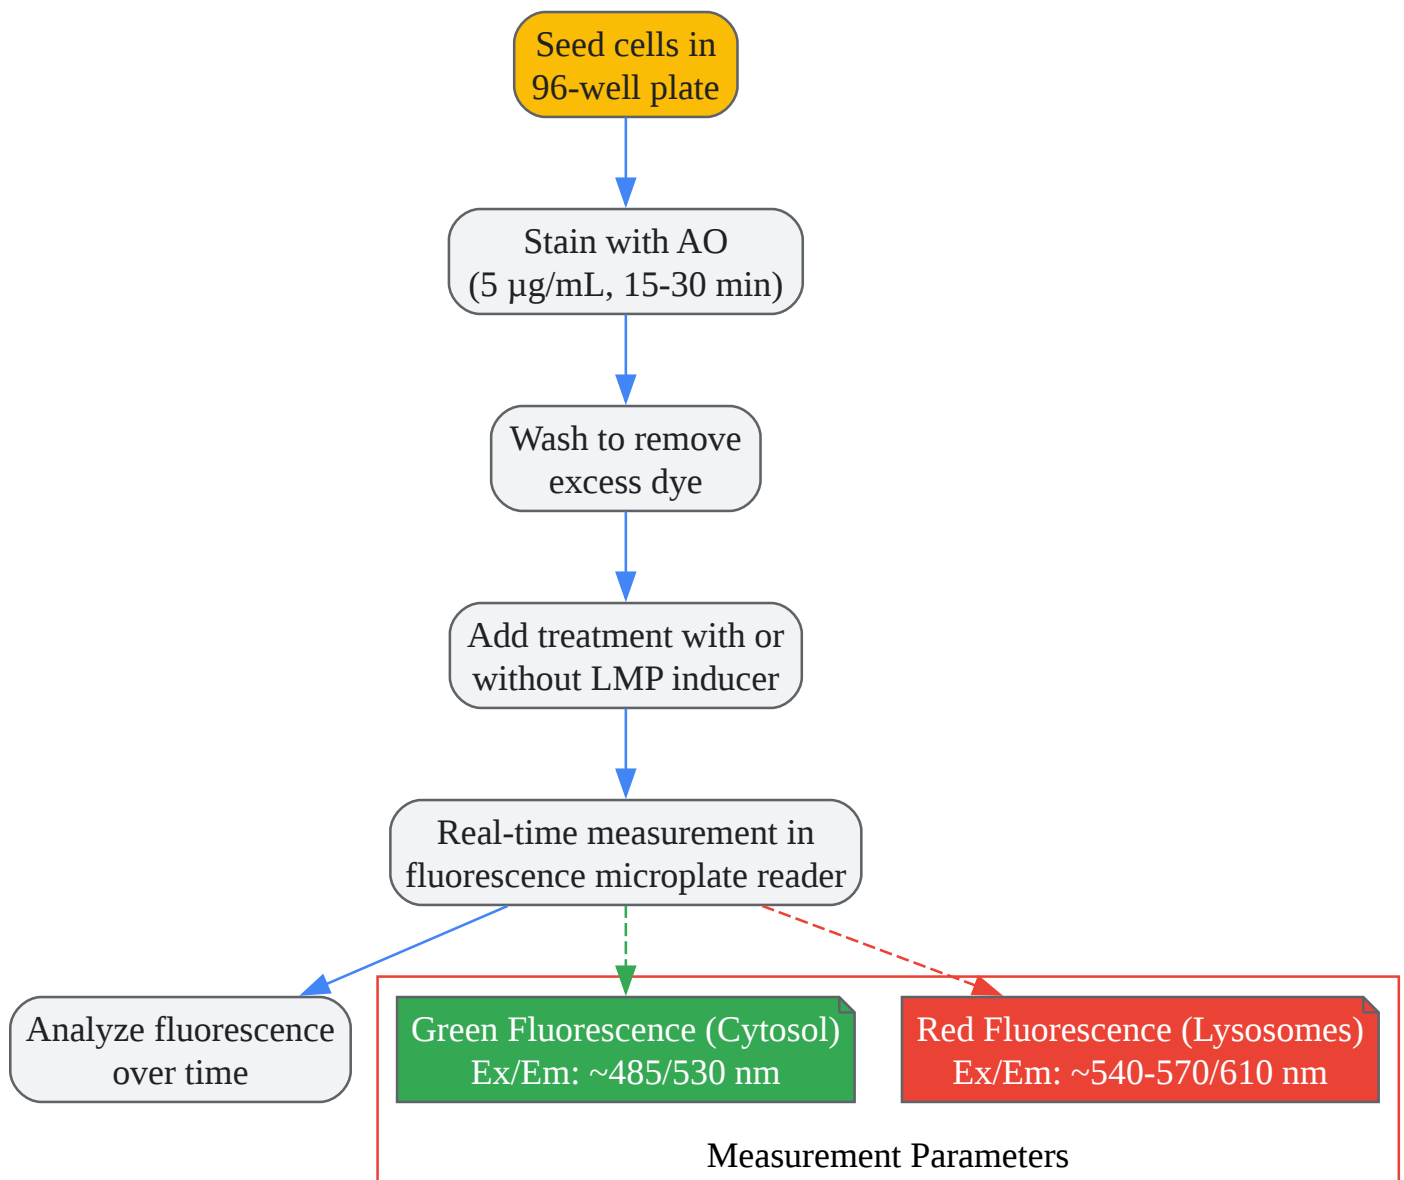 Seed cells in
96-well plate
Stain with AO
(5 µg/mL, 15-30 min)
Wash to remove
excess dye
Add treatment with or
without LMP inducer
Real-time measurement in
fluorescence microplate reader
Analyze fluorescence
over time
Green Fluorescence (Cytosol)
Ex/Em: ~485/530 nm
Red Fluorescence (Lysosomes)
Ex/Em: ~540-570/610 nm
Measurement Parameters